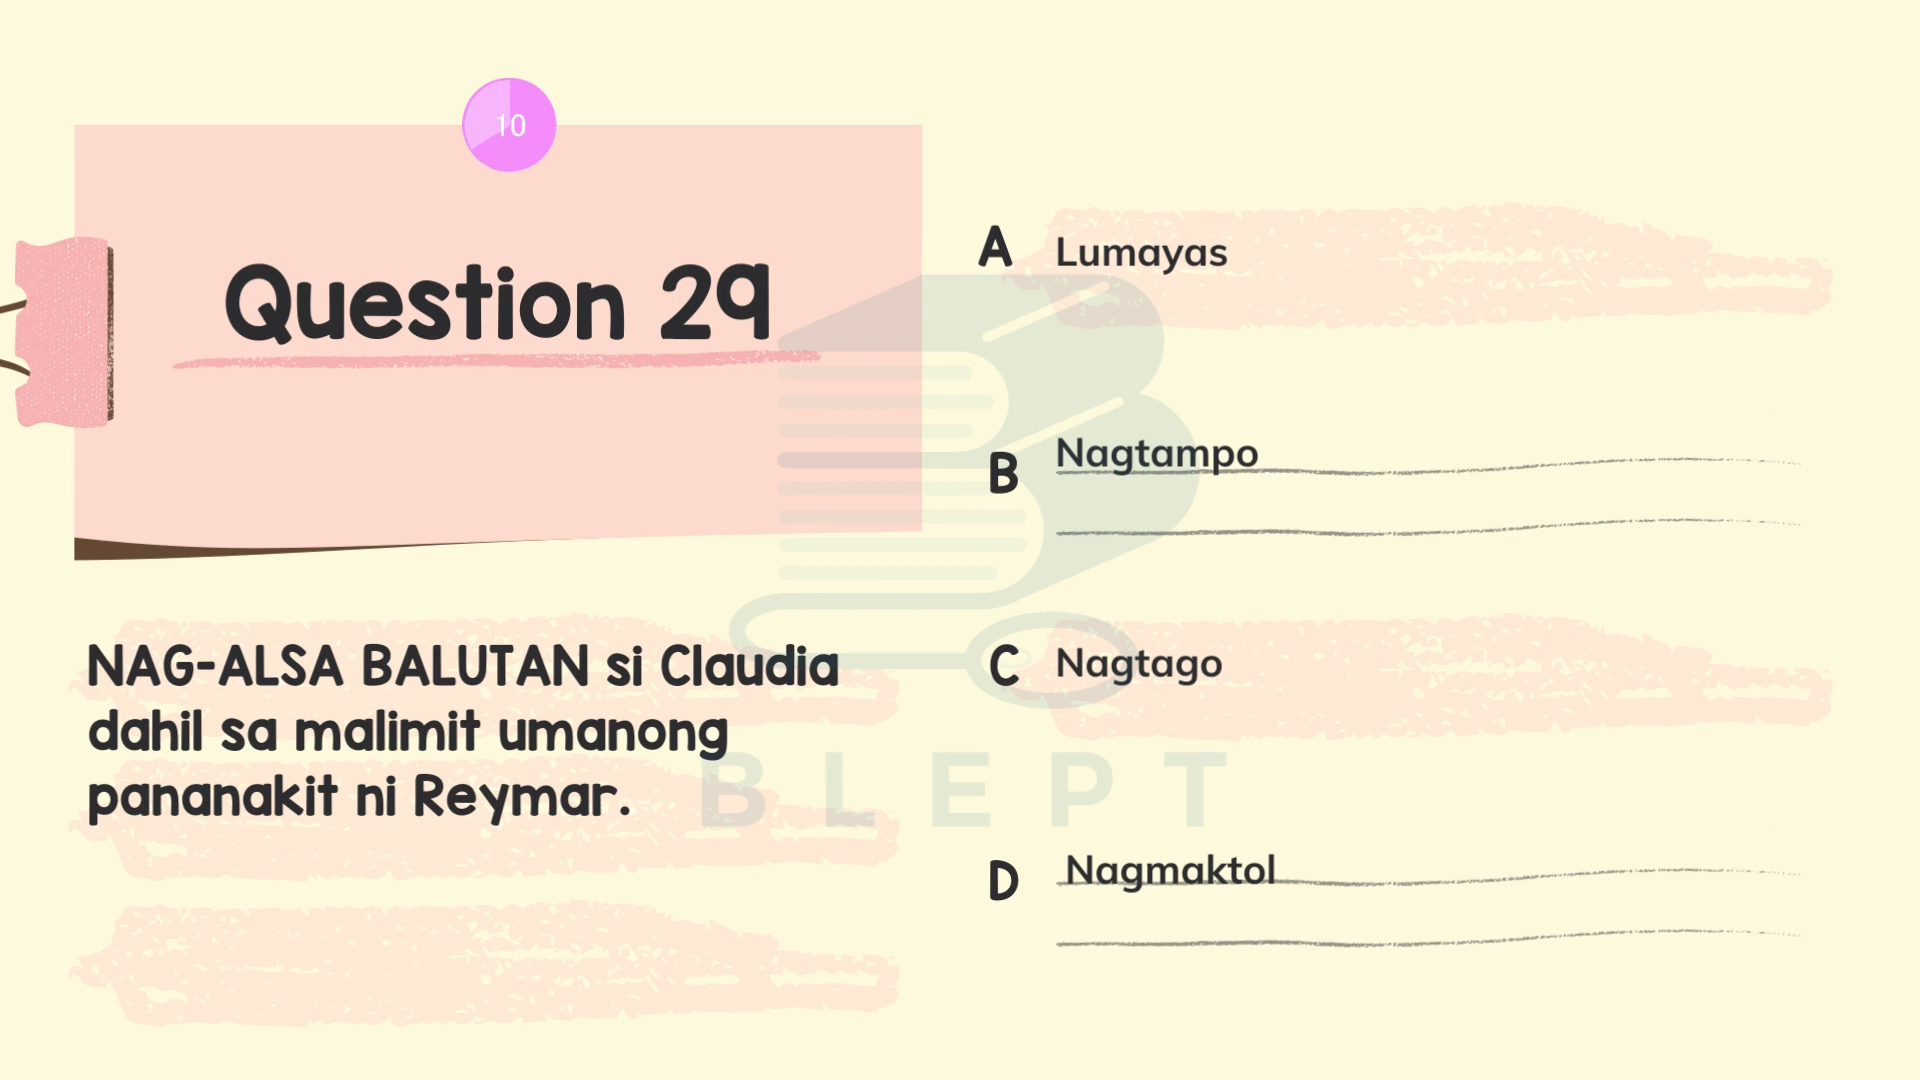 10
Question 29
NAG-ALSA BALUTAN si Claudia
dahil sa malimit umanong
pananakit ni Reymar.
A Lumayas
B Nagtampo
C Nagtago
D Nagmaktol
BLEPT